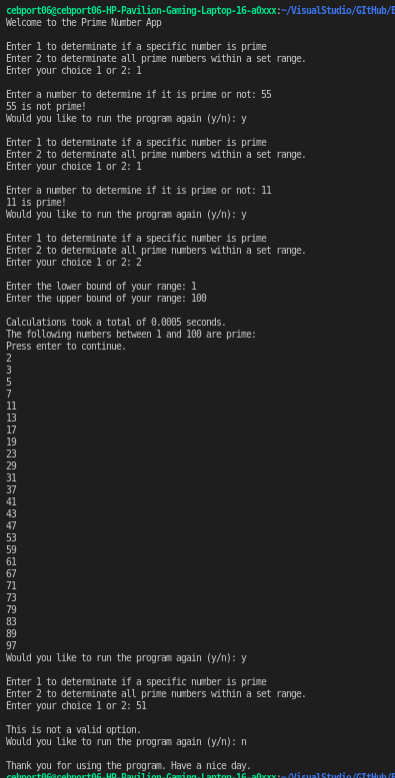 cebport06@cebport06-HP-Pavilion-Gaming-Laptop-16-a0xxx:~/VisualStudio/GItHub/
Welcome to the Prime Number App
Enter 1 to determine if a specific number is prime
Enter 2 to determine all prime numbers within a set range.
Enter your choice 1 or 2: 1
Enter a number to determine if it is prime or not: 55
55 is not prime!
Would you like to run the program again (y/n): y
Enter 1 to determine if a specific number is prime
Enter 2 to determine all prime numbers within a set range.
Enter your choice 1 or 2: 1
Enter a number to determine if it is prime or not: 11
11 is prime!
Would you like to run the program again (y/n): y
Enter 1 to determine if a specific number is prime
Enter 2 to determine all prime numbers within a set range.
Enter your choice 1 or 2: 2
Enter the lower bound of your range: 1
Enter the upper bound of your range: 100
Calculations took a total of 0.0005 seconds.
The following numbers between 1 and 100 are prime:
Press enter to continue.
2
3
5
7
11
13
17
19
23
29
31
37
41
43
47
53
59
61
67
71
73
79
83
89
97
Would you like to run the program again (y/n): y
Enter 1 to determine if a specific number is prime
Enter 2 to determine all prime numbers within a set range.
Enter your choice 1 or 2: 51
This is not a valid option.
Would you like to run the program again (y/n): n
Thank you for using the program. Have a nice day.
cebport06@cebport06-HP-Pavilion-Gaming-Laptop-16-a0xxx:~/VisualStudio/GItHub/